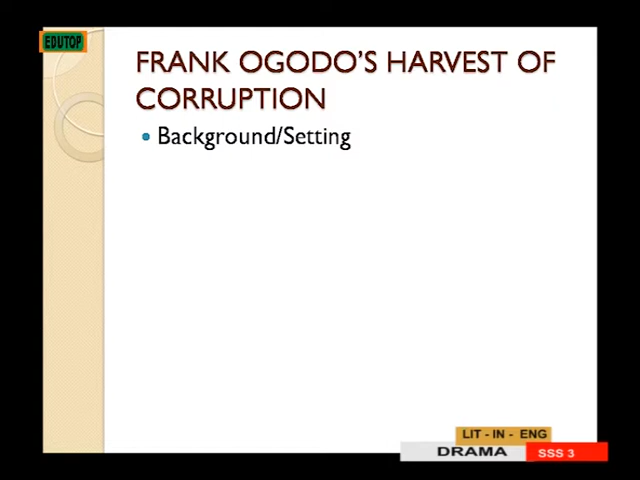 EDUTOP
FRANK OGODO'S HARVEST OF
CORRUPTION
Background/Setting
LIT - IN - ENG
DRAMA
SSS 3